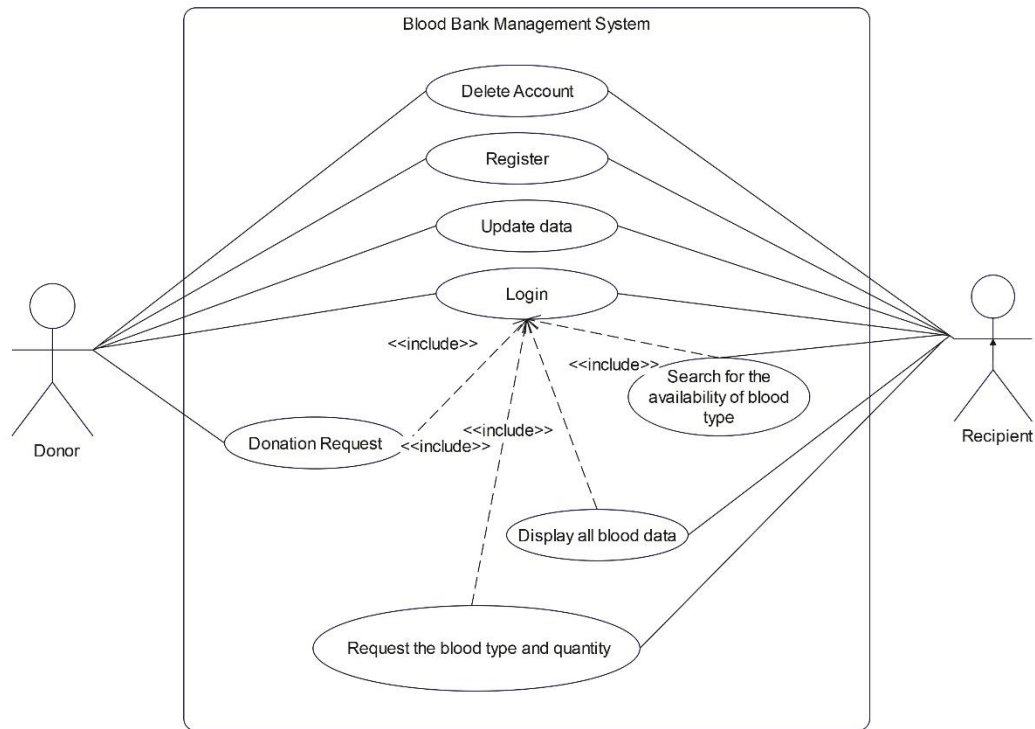 Blood Bank Management System
Delete Account
Register
Update data
Login
<<include>>
<<include>>
Search for the
availability of blood
type
Donor
Donation Request
<<include>>
<<include>>
Recipient
Display all blood data
Request the blood type and quantity